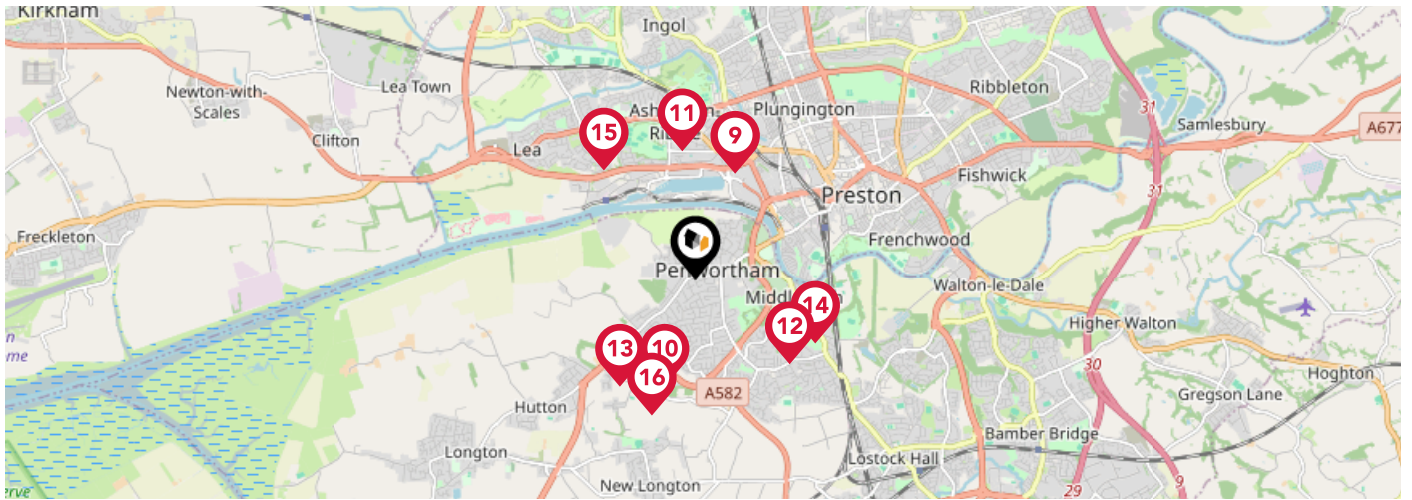 Kirkham
Ingol
Newton-with-
Scales
Lea Town
Ribbleton
Plungington
31
Samlesbury
A677
Clifton
Lea
15
11
9
31
Fishwick
Preston
Freckleton
Frenchwood
Penwortham
Walton-le-Dale
14
12
Higher Walton
13
10
16
A582
30
Hoghton
Hutton
Gregson Lane
Bamber Bridge
Longton
Lostock Hall
New Longton
29
9